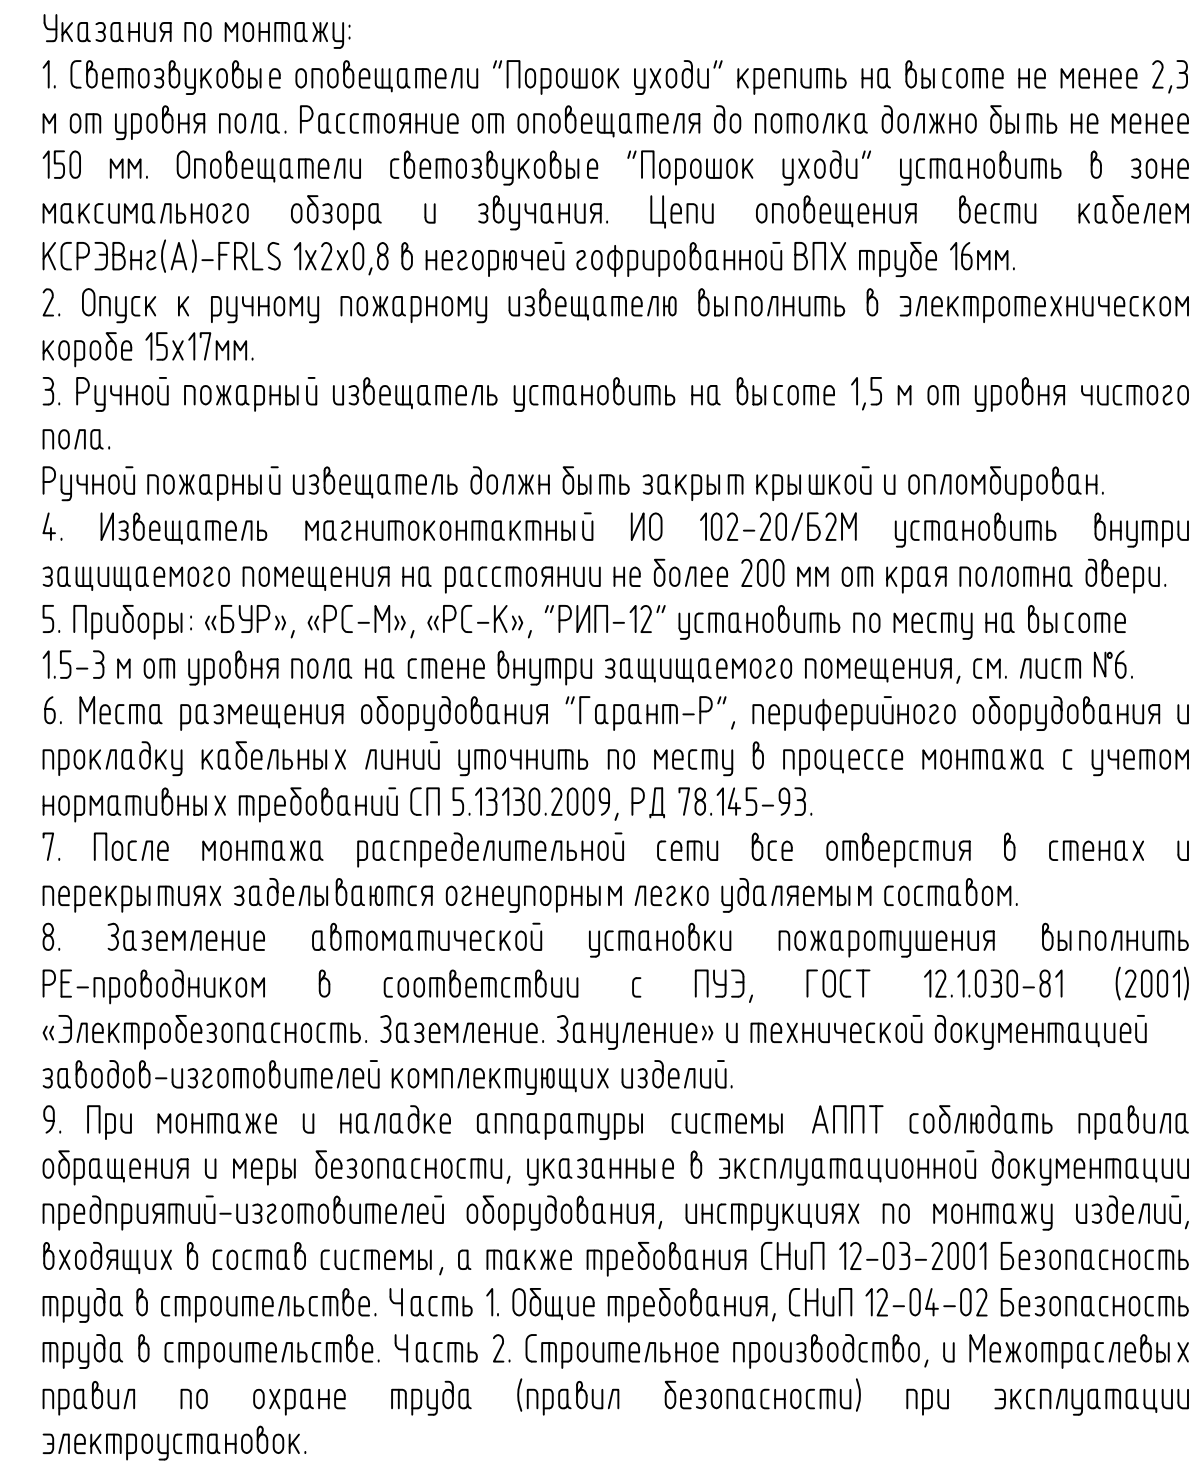 Указания по монтажу:
1. Светозвуковые оповещатели "Порошок уходи" крепить на высоте не менее 2,3
м от уровня пола. Расстояние от оповещателя до потолка должно быть не менее
150 мм. Оповещатели светозвуковые "Порошок уходи" установить в зоне
максимального обзора и звучания. Цепи оповещения вести кабелем
КСРЭВнг(А)-FRLS 1х2х0,8 в негорючей гофрированной ВПХ трубе 16мм.
2. Опуск к ручному пожарному извещателю выполнить в электротехническом
коробе 15х17мм.
3. Ручной пожарный извещатель установить на высоте 1,5 м от уровня чистого
пола.
Ручной пожарный извещатель должн быть закрыт крышкой и опломбирован.
4. Извещатель магнитоконтактный ИО 102-20/Б2М установить внутри
защищаемого помещения на расстоянии не более 200 мм от края полотна двери.
5. Приборы: «БУР», «РС-М», «РС-К», "РИП-12" установить по месту на высоте
1.5-3 м от уровня пола на стене внутри защищаемого помещения, см. лист №6.
6. Места размещения оборудования "Гарант-Р", периферийного оборудования и
прокладку кабельных линий уточнить по месту в процессе монтажа с учетом
нормативных требований СП 5.13130.2009, РД 78.145-93.
7. После монтажа распределительной сети все отверстия в стенах и
перекрытиях заделываются огнеупорным легко удаляемым составом.
8. Заземление автоматической установки пожаротушения выполнить
РЕ-проводником в соответствии с ПУЭ, ГОСТ 12.1.030-81 (2001)
«Электробезопасность. Заземление. Зануление» и технической документацией
заводов-изготовителей комплектующих изделий.
9. При монтаже и наладке аппаратуры системы АППТ соблюдать правила
обращения и меры безопасности, указанные в эксплуатационной документации
предприятий-изготовителей оборудования, инструкциях по монтажу изделий,
входящих в состав системы, а также требования СНиП 12-03-2001 Безопасность
труда в строительстве. Часть 1. Общие требования, СНиП 12-04-02 Безопасность
труда в строительстве. Часть 2. Строительное производство, и Межотраслевых
правил по охране труда (правил безопасности) при эксплуатации
электроустановок.